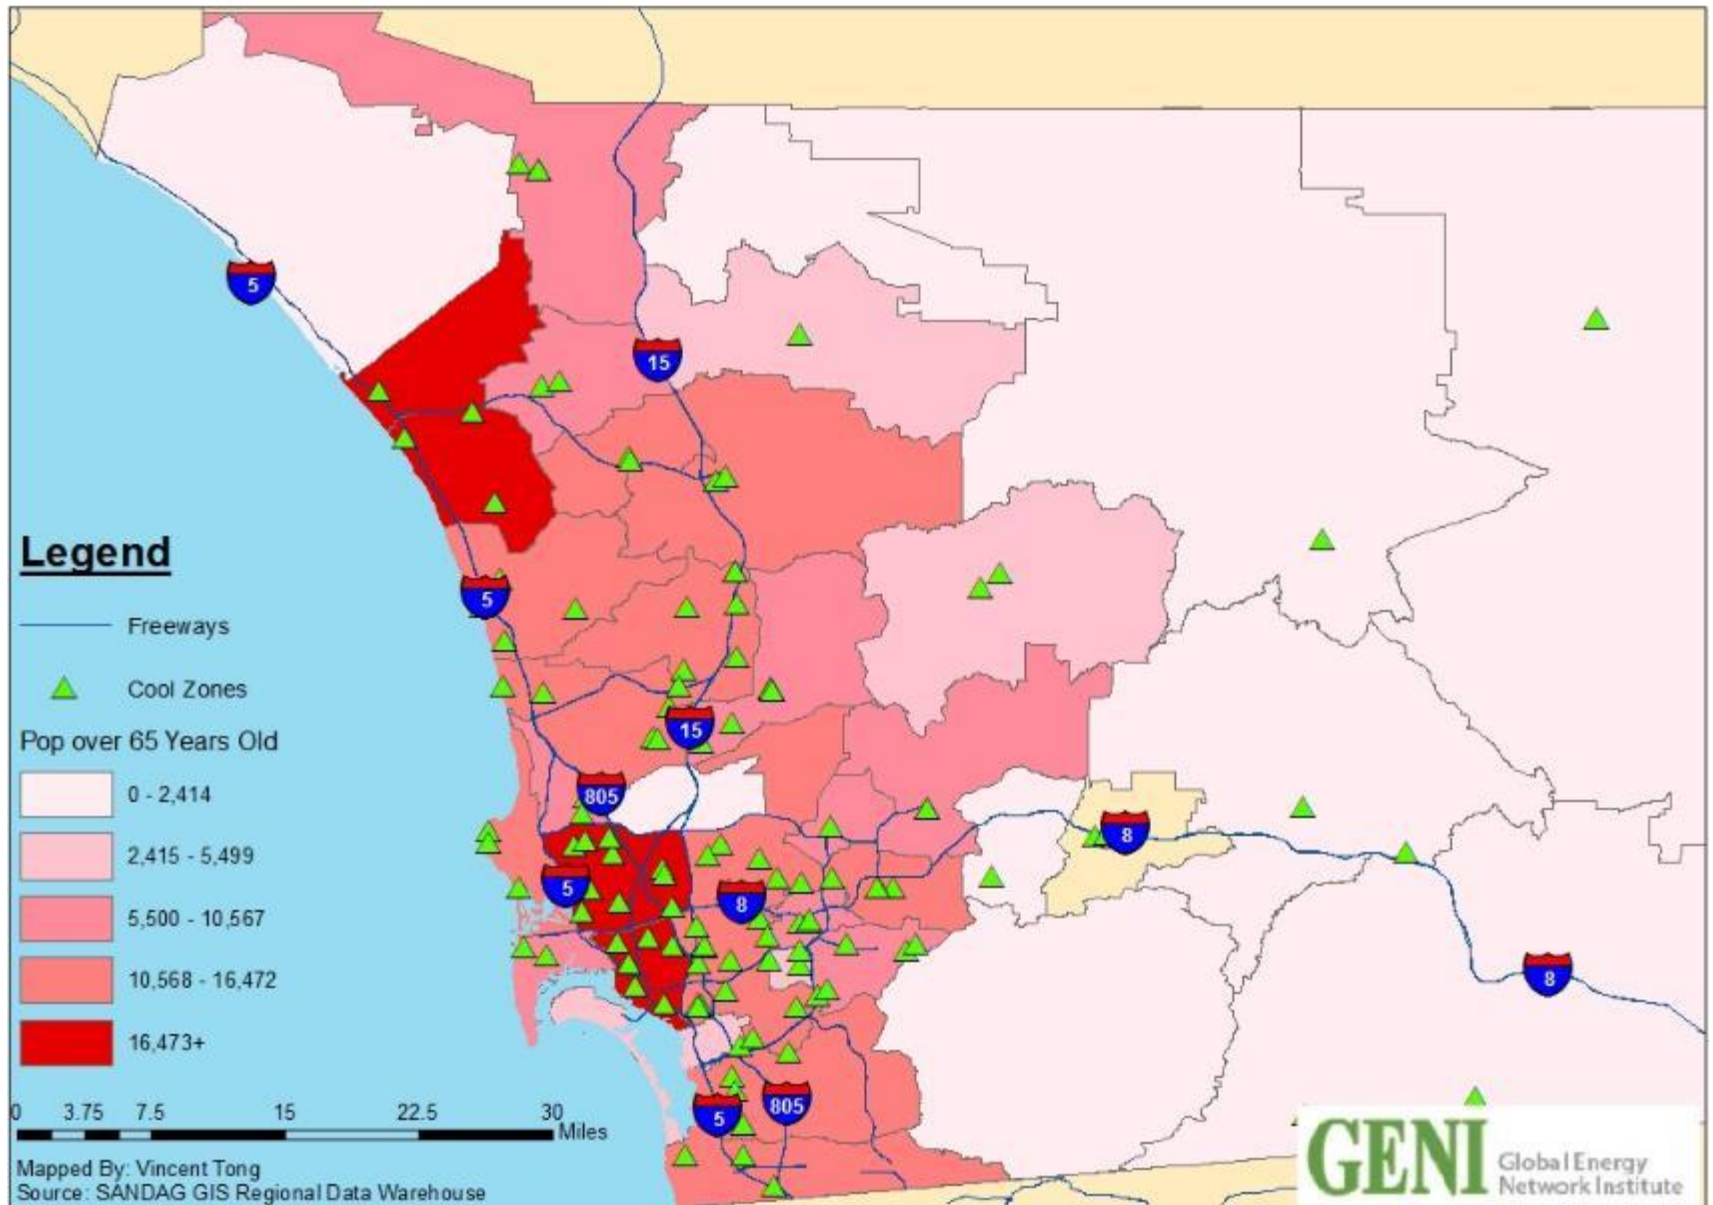 5
15
5
15
805
8
5
8
8
5
805
Legend
Freeways
Cool Zones
Pop over 65 Years Old
0 - 2,414
2,415 - 5,499
5,500 - 10,567
10,568 - 16,472
16,473+
0 3.75 7.5 15 22.5 30
Miles
Mapped By: Vincent Tong
Source: SANDAG GIS Regional Data Warehouse
GENI
Global Energy
Network Institute